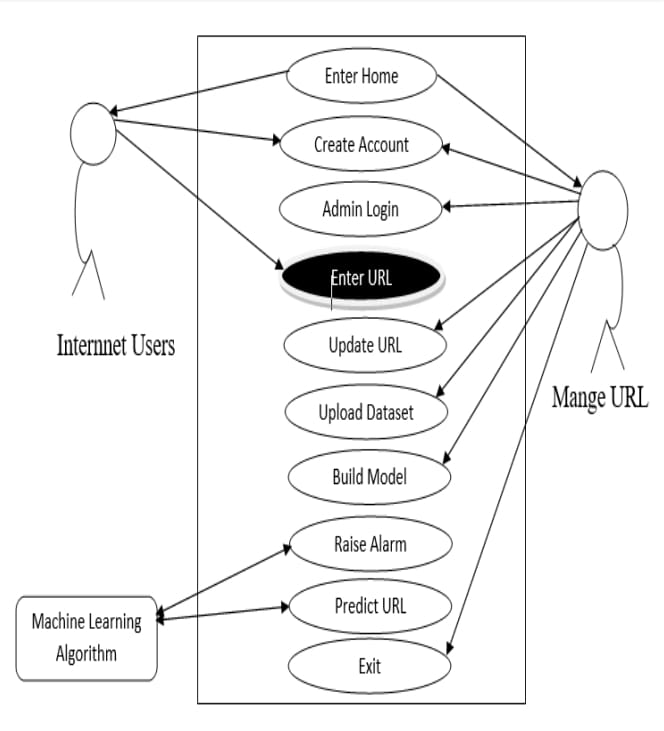 Enter Home
Create Account
Admin Login
Enter URL
Internnet Users
Update URL
Mange URL
Upload Dataset
Build Model
Raise Alarm
Predict URL
Machine Learning
Algorithm
Exit